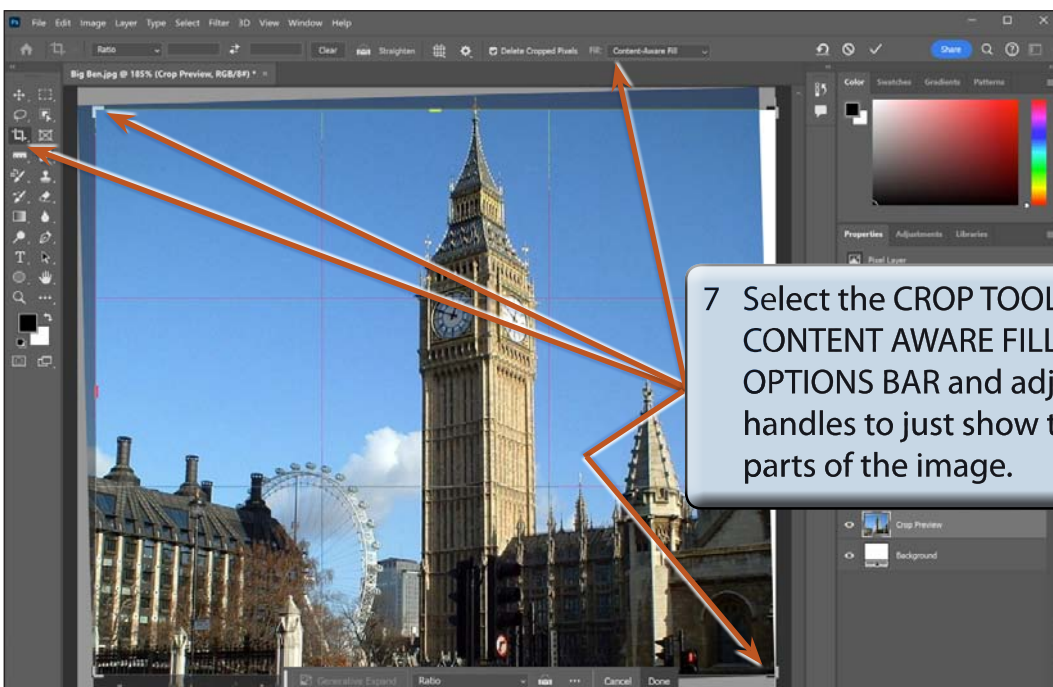 Ps File Edit Image Layer Type Select Filter 3D View Window Help
Ratio Clear Straighten Delete Cropped Pixels Fill: Content-Aware Fill Share
Big Ben.jpg @ 185% (Crop Preview, RGB/8#) * ×
Color Swatches Gradients Patterns
Properties Adjustments Libraries
Pixel Layer
7 Select the CROP TOOL
CONTENT AWARE FILL
OPTIONS BAR and adj
handles to just show t
parts of the image.
Crop Preview
Background
Generative Expand Ratio ... Cancel Done